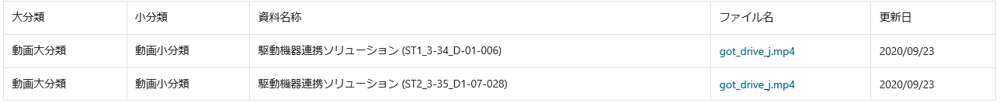 大分類 小分類 資料名称 ファイル名 更新日
動画大分類 動画小分類 駆動機器連携ソリューション (ST1_3-34_D-01-006) got_drive_j.mp4 2020/09/23
動画大分類 動画小分類 駆動機器連携ソリューション (ST2_3-35_D1-07-028) got_drive_j.mp4 2020/09/23